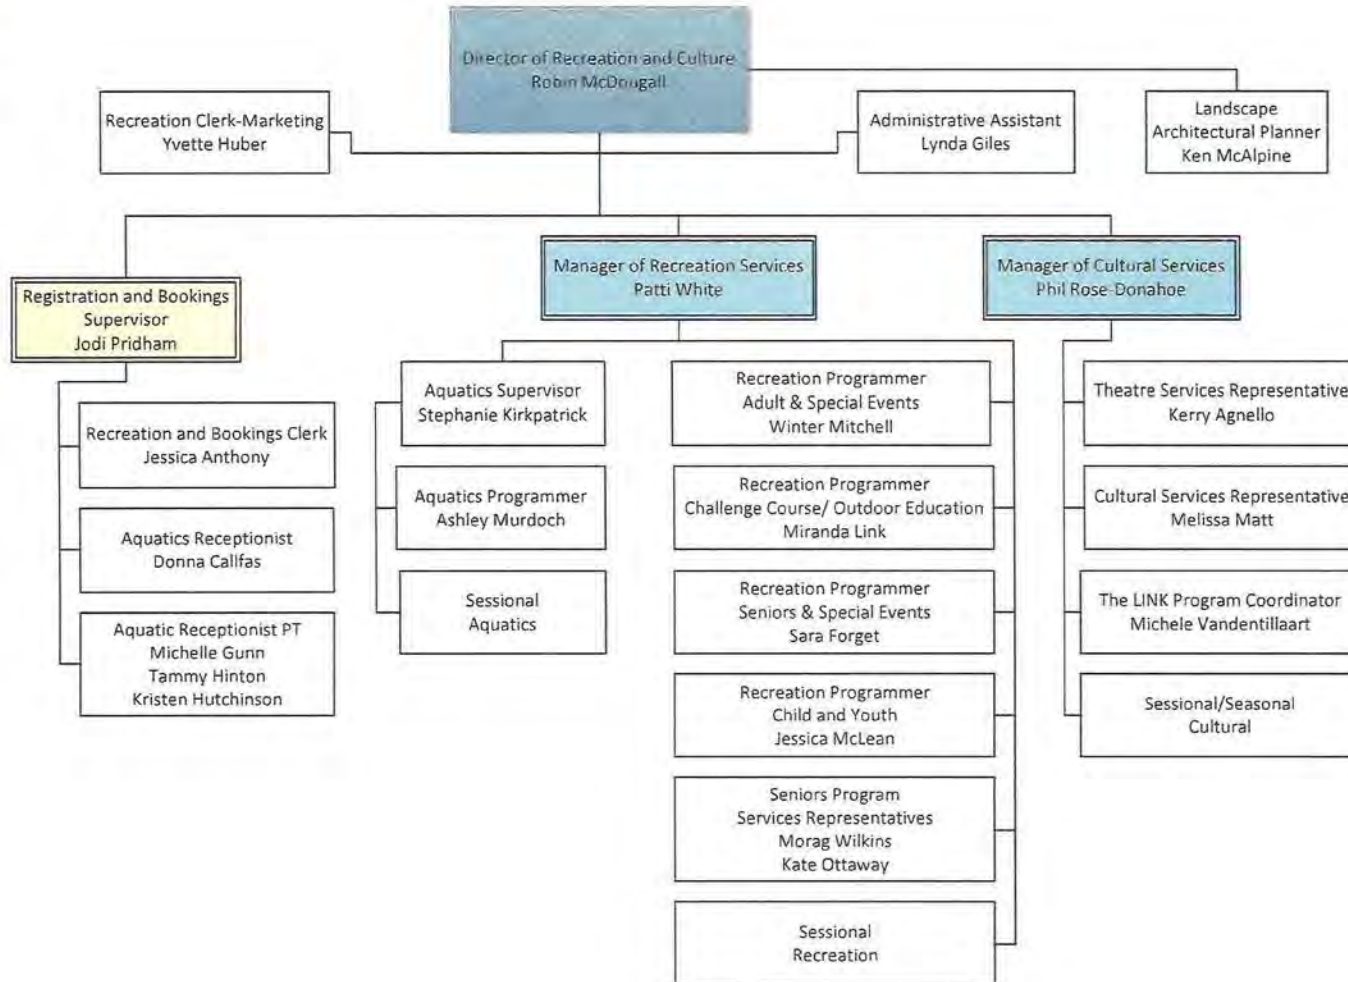 Director of Recreation and Culture
Robin McDougall
Recreation Clerk-Marketing
Yvette Huber
Administrative Assistant
Lynda Giles
Landscape
Architectural Planner
Ken McAlpine
Registration and Bookings
Supervisor
Jodi Pridham
Manager of Recreation Services
Patti White
Manager of Cultural Services
Phil Rose-Donahoe
Recreation and Bookings Clerk
Jessica Anthony
Aquatics Receptionist
Donna Callfas
Aquatic Receptionist PT
Michelle Gunn
Tammy Hinton
Kristen Hutchinson
Aquatics Supervisor
Stephanie Kirkpatrick
Aquatics Programmer
Ashley Murdoch
Sessional
Aquatics
Recreation Programmer
Adult & Special Events
Winter Mitchell
Recreation Programmer
Challenge Course/ Outdoor Education
Miranda Link
Recreation Programmer
Seniors & Special Events
Sara Forget
Recreation Programmer
Child and Youth
Jessica McLean
Seniors Program
Services Representatives
Morag Wilkins
Kate Ottaway
Sessional
Recreation
Theatre Services Representative
Kerry Agnello
Cultural Services Representative
Melissa Matt
The LINK Program Coordinator
Michele Vandentillaart
Sessional/Seasonal
Cultural